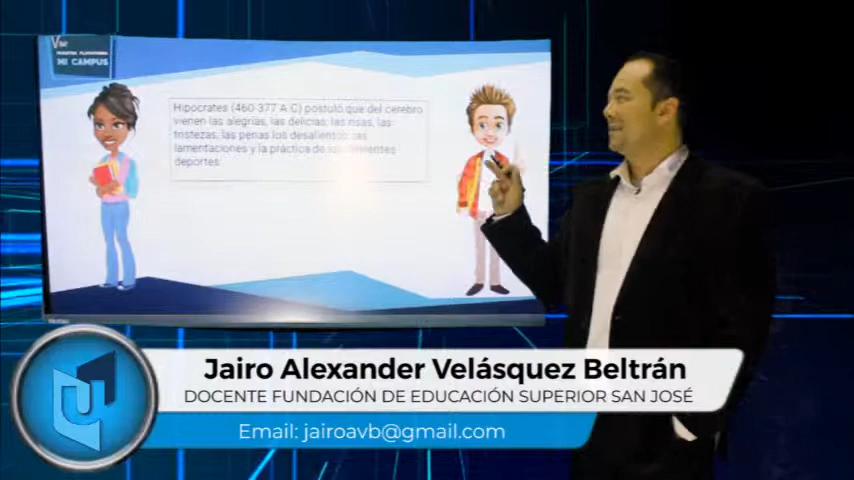 MI CAMPUS
Hipocrates (460-377 A.C) postuló que del cerebro
vienen las alegrías, las delicias, las risas, las
tristezas, las penas los desalientos, las
lamentaciones y la práctica de los diferentes
deportes
Jairo Alexander Velásquez Beltrán
DOCENTE FUNDACIÓN DE EDUCACIÓN SUPERIOR SAN JOSÉ
Email: jairoavb@gmail.com